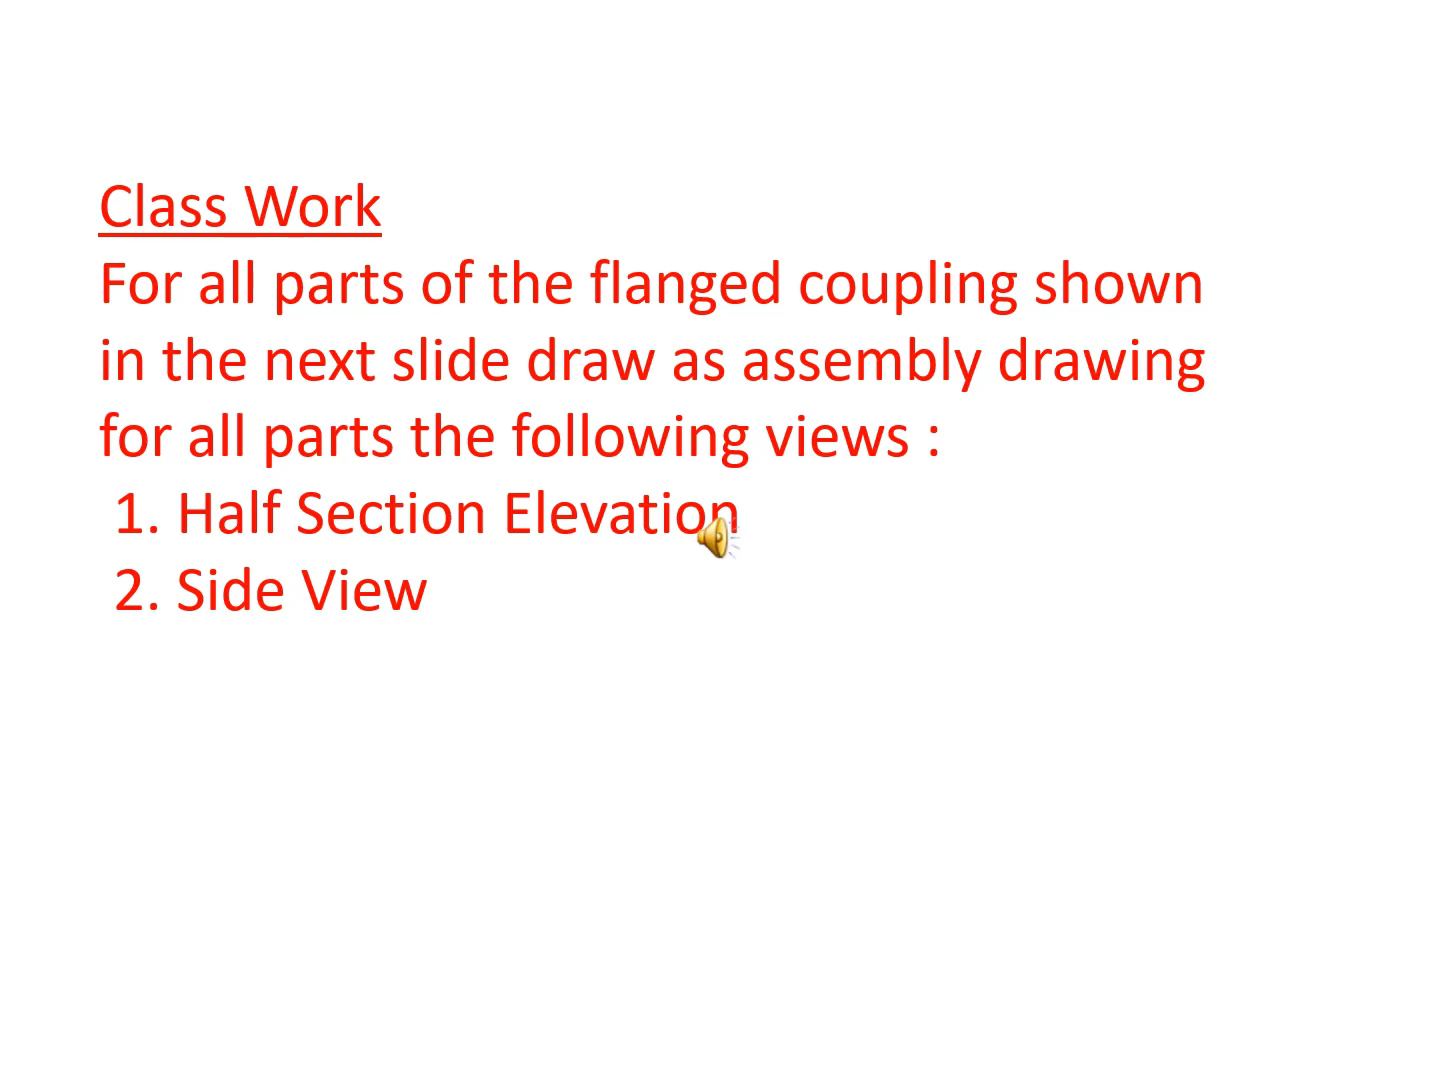 Class Work
For all parts of the flanged coupling shown
in the next slide draw as assembly drawing
for all parts the following views :
1. Half Section Elevation
2. Side View